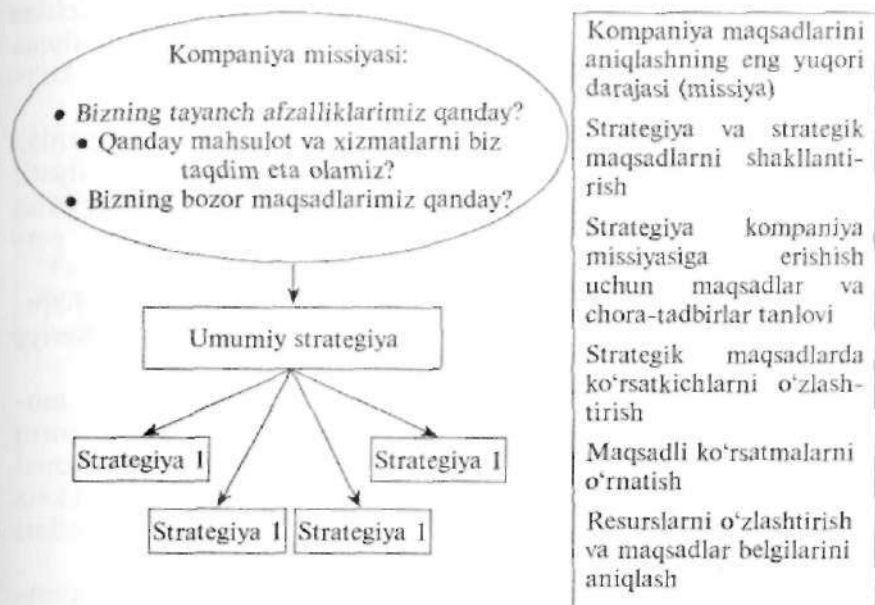 Kompaniya missiyasi:
• Bizning tayanch afzalliklarimiz qanday?
• Qanday mahsulot va xizmatlarni biz
taqdim eta olamiz?
• Bizning bozor maqsadlarimiz qanday?
Umumiy strategiya
Strategiya 1
Strategiya 1
Strategiya 1
Strategiya 1
Kompaniya maqsadlarini
aniqlashning eng yuqori
darajasi (missiya)
Strategiya va strategik
maqsadlarni shakllanti-
rish
Strategiya kompaniya
missiyasiga erishish
uchun maqsadlar va
chora-tadbirlar tanlovi
Strategik maqsadlarda
ko‘rsatkichlarni o‘zlash-
tirish
Maqsadli ko‘rsatmalarni
o‘rnatish
Resurslarni o‘zlashtirish
va maqsadlar belgilarini
aniqlash